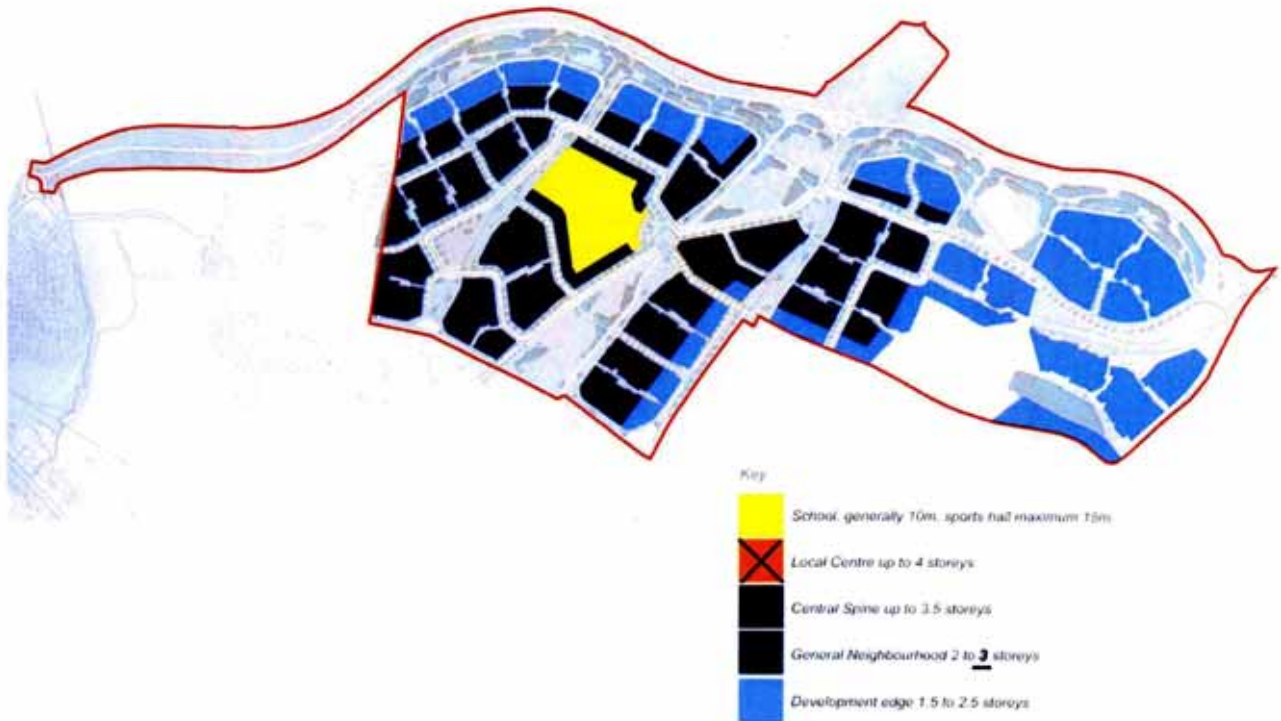 Key
School, generally 10m, sports hall maximum 15m
Local Centre up to 4 storeys
Central Spine up to 3.5 storeys
General Neighbourhood 2 to 3 storeys
Development edge 1.5 to 2.5 storeys